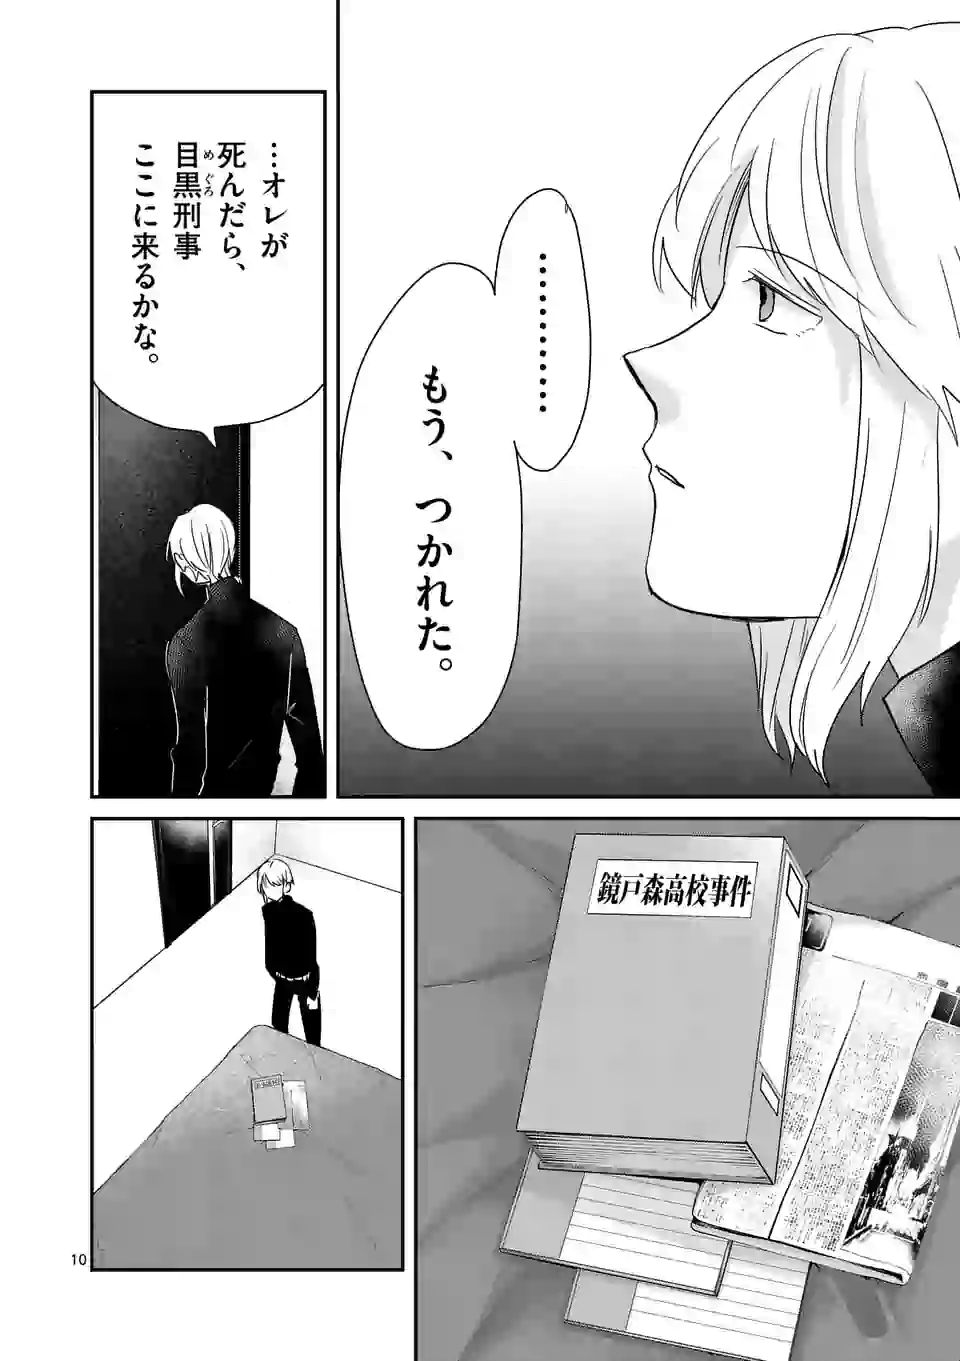 ………
もう、つかれた。
…オレが
死んだら、
目黒刑事
めぐろ
ここに来るかな。
鏡戸森高校事件
10